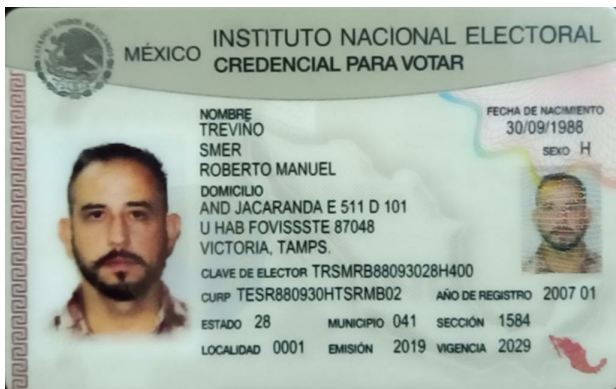 MÉXICO
INSTITUTO NACIONAL ELECTORAL
CREDENCIAL PARA VOTAR
NOMBRE
TREVIÑO
SMER
ROBERTO MANUEL
FECHA DE NACIMIENTO
30/09/1988
SEXO H
DOMICILIO
AND JACARANDA E 511 D 101
U HAB FOVISSSTE 87048
VICTORIA, TAMPS.
CLAVE DE ELECTOR TRSMRB88093028H400
CURP TESR880930HTSRMB02 AÑO DE REGISTRO 2007 01
ESTADO 28 MUNICIPIO 041 SECCIÓN 1584
LOCALIDAD 0001 EMISIÓN 2019 VIGENCIA 2029